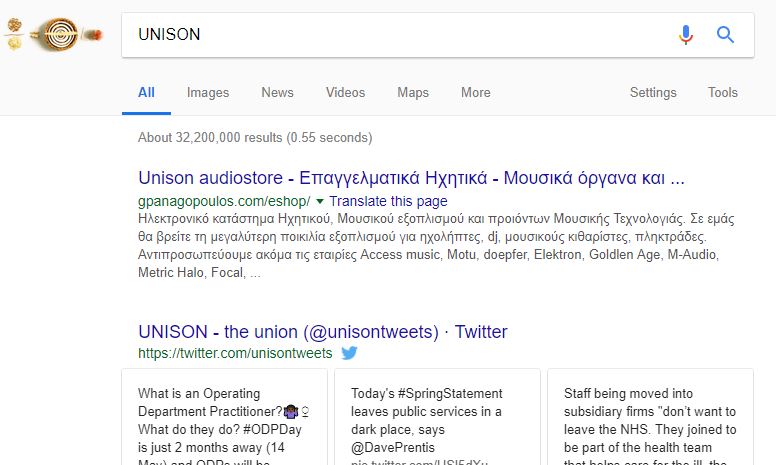 UNISON
All Images News Videos Maps More Settings Tools
About 32,200,000 results (0.55 seconds)
Unison audiostore - Επαγγελματικά Ηχητικά - Μουσικά όργανα και ...
gpanagopoulos.com/eshop/ ▼ Translate this page
Ηλεκτρονικό κατάστημα Ηχητικού, Μουσικού εξοπλισμού και προιόντων Μουσικής Τεχνολογιάς. Σε εμάς
θα βρείτε τη μεγαλύτερη ποικιλία εξοπλισμού για ηχολήπτες, dj, μουσικούς κιθαρίστες, πληκτράδες.
Αντιπροσωπεύουμε ακόμα τις εταιρίες Access music, Motu, doepfer, Elektron, Goldlen Age, M-Audio,
Metric Halo, Focal, ...
UNISON - the union (@unisontweets) · Twitter
https://twitter.com/unisontweets
What is an Operating
Department Practitioner?🤷🏿♀
What do they do? #ODPDay
is just 2 months away (14
May) and ODPs will be
Today's #SpringStatement
leaves public services in a
dark place, says
@DavePrentis
pic.twitter.com/USI5dXu
Staff being moved into
subsidiary firms "don't want to
leave the NHS. They joined to
be part of the health team
that helps care for the ill, the